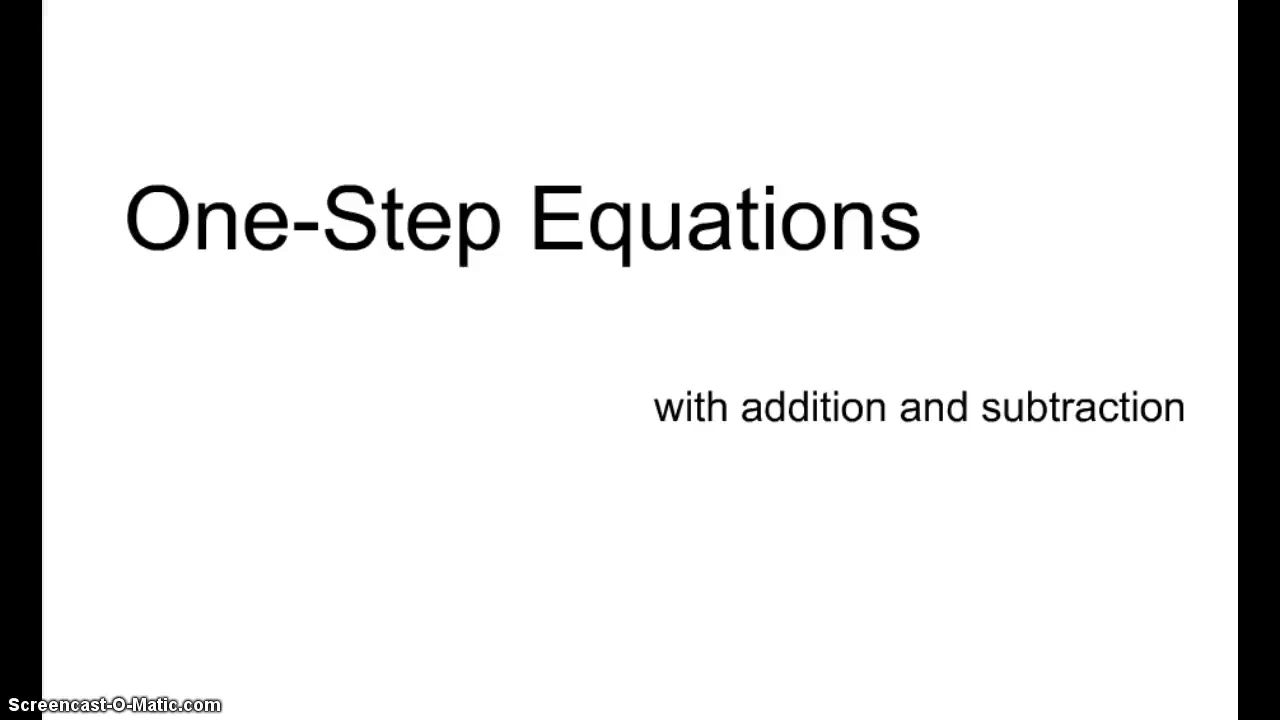 One-Step Equations
with addition and subtraction
Screencast-O-Matic.com